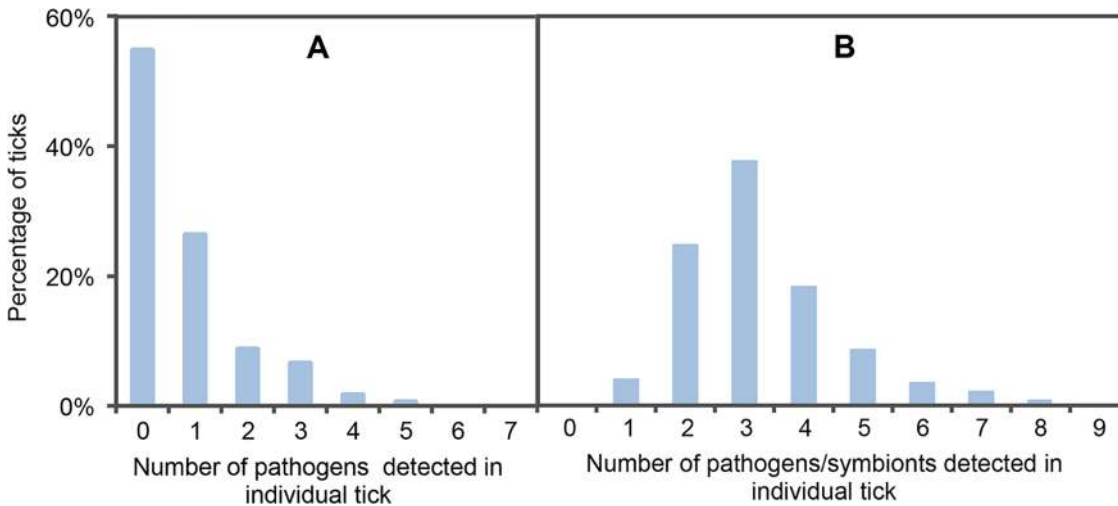 60%
40%
20%
0%
Percentage of ticks
A
0 1 2 3 4 5 6 7
Number of pathogens detected in
individual tick
B
0 1 2 3 4 5 6 7 8 9
Number of pathogens/symbionts detected in
individual tick